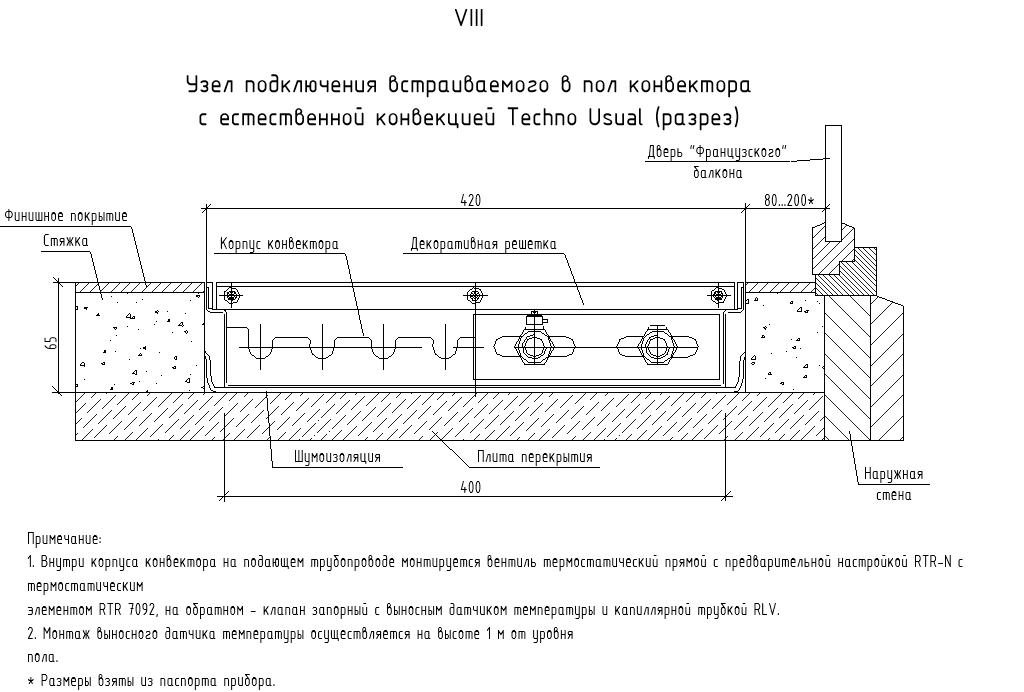 VIII
Узел подключения встраиваемого в пол конвектора
с естественной конвекцией Techno Usual (разрез)
Дверь "Французского"
балкона
420
80...200*
Финишное покрытие
Стяжка
Корпус конвектора
Декоративная решетка
65
Шумоизоляция
Плита перекрытия
Наружная
стена
400
Примечание:
1. Внутри корпуса конвектора на подающем трубопроводе монтируется вентиль термостатический прямой с предварительной настройкой RTR-N с
термостатическим
элементом RTR 7092, на обратном - клапан запорный с выносным датчиком температуры и капиллярной трубкой RLV.
2. Монтаж выносного датчика температуры осуществляется на высоте 1 м от уровня
пола.
* Размеры взяты из паспорта прибора.